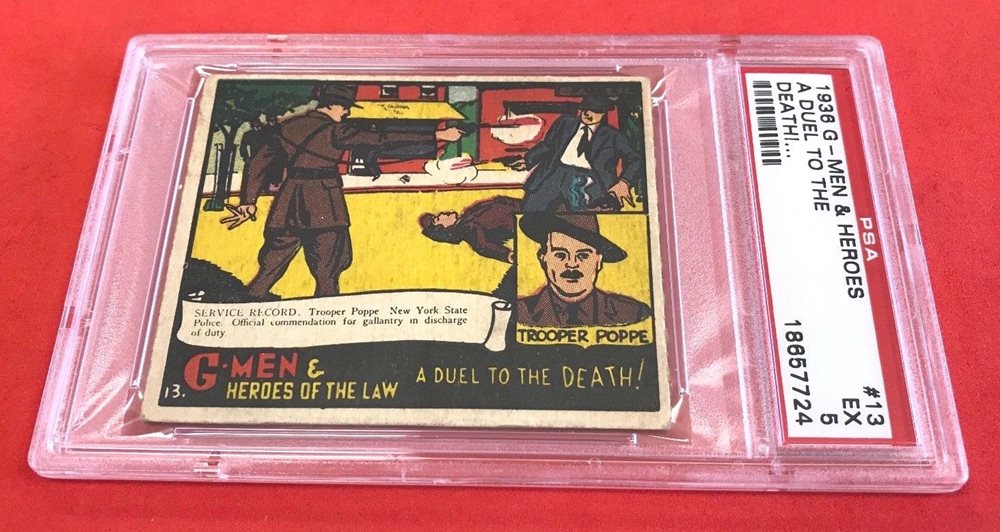 SERVICE RECORD. Trooper Poppe New York State
Police. Official commendation for gallantry in discharge
of duty.
TROOPER POPPE
13. G-MEN &
HEROES OF THE LAW
A DUEL TO THE DEATH!
1936 G - MEN & HEROES
A DUEL TO THE
DEATH!...
PSA
#13
EX
5
18657724